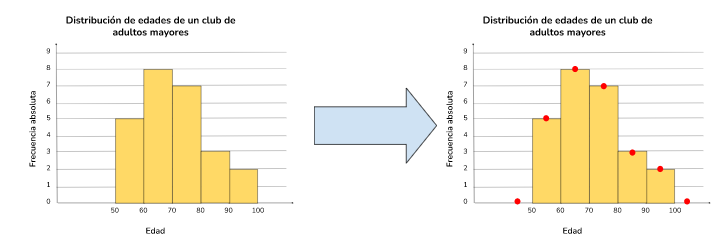 Distribución de edades de un club de
adultos mayores
Frecuencia absoluta
9
8
7
6
5
4
3
2
1
0
50 60 70 80 90 100
Edad
Distribución de edades de un club de
adultos mayores
Frecuencia absoluta
9
8
7
6
5
4
3
2
1
0
50 60 70 80 90 100
Edad